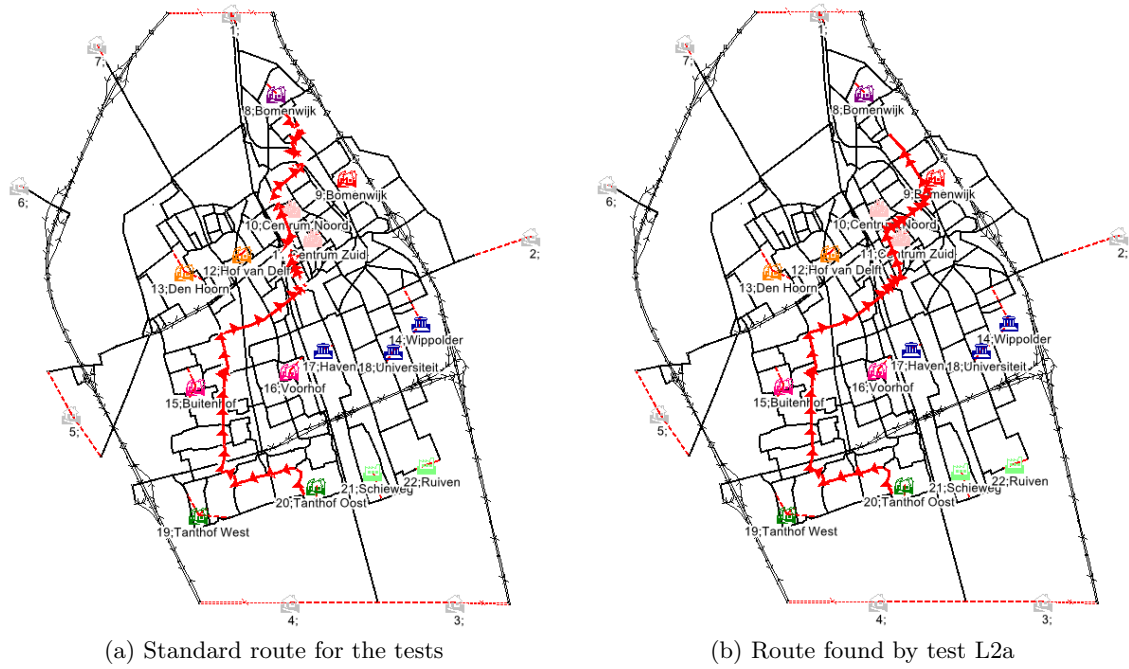 1;
7;
8;Bomenwijk
6;
9;Bomenwijk
10;Centrum Noord
2;
Centrum Zuid
12;Hof van Delft
13;Den Hoorn
14;Wippolder
17;Haven
18;Universiteit
16;Voorhof
15;Buitenhof
5;
21;Schieweg
22;Ruiven
20;Tanthof Oost
19;Tanthof West
4;
3;
(a) Standard route for the tests
1;
7;
8;Bomenwijk
6;
9;Bomenwijk
10;Centrum Noord
2;
11;Centrum Zuid
12;Hof van Delft
13;Den Hoorn
14;Wippolder
17;Haven
18;Universiteit
16;Voorhof
15;Buitenhof
5;
21;Schieweg
22;Ruiven
20;Tanthof Oost
19;Tanthof West
4;
3;
(b) Route found by test L2a